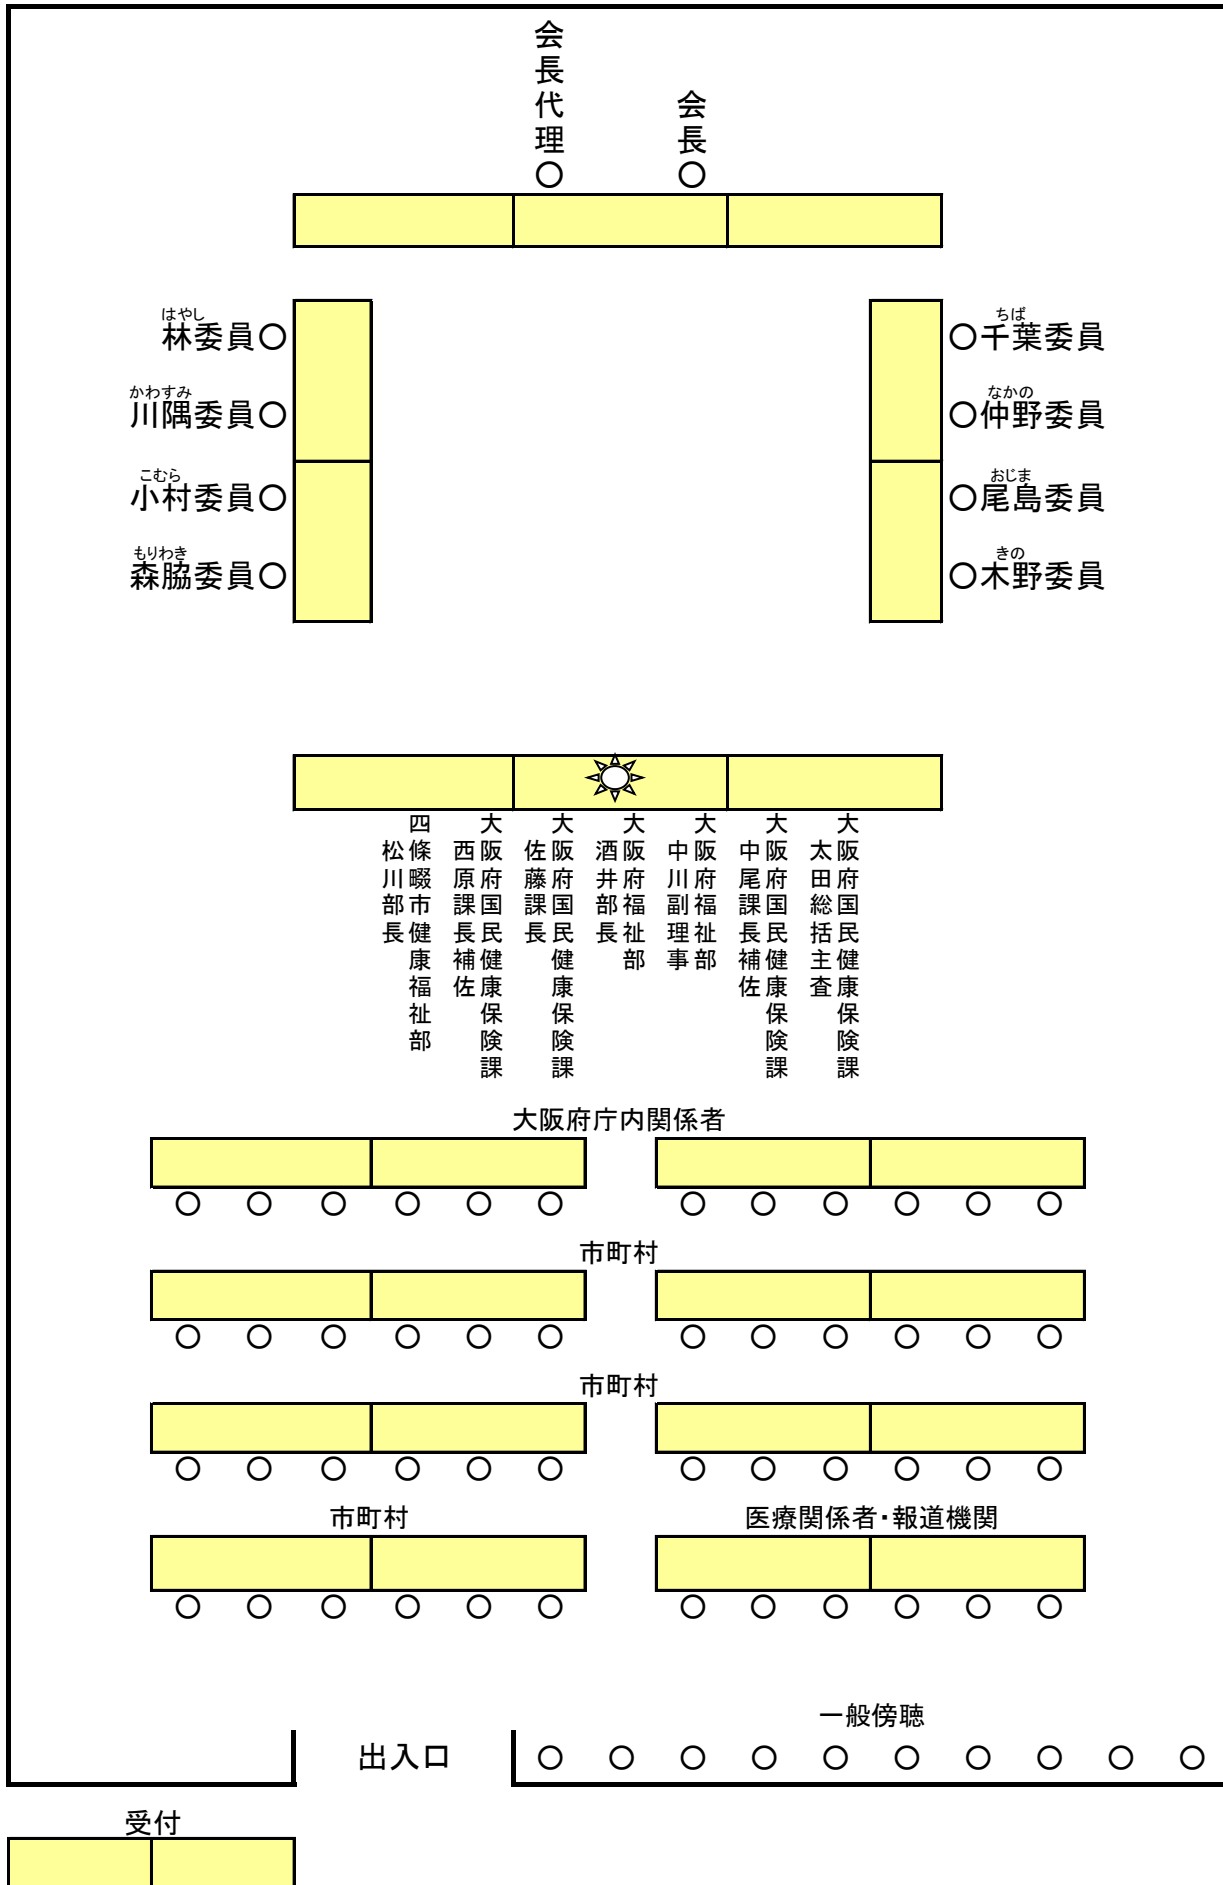 会長代理
会長
はやし
林委員
かわすみ
川隅委員
こむら
小村委員
もりわき
森脇委員
ちば
千葉委員
なかの
仲野委員
おじま
尾島委員
きの
木野委員
大阪府国民健康保険課
太田総括主査
大阪府国民健康保険課
中尾課長補佐
大阪府福祉部
中川副理事
大阪府福祉部
酒井部長
大阪府国民健康保険課
佐藤課長
大阪府国民健康保険課
西原課長補佐
四條畷市健康福祉部
松川部長
大阪府庁内関係者
市町村
市町村
市町村
医療関係者・報道機関
一般傍聴
出入口
受付